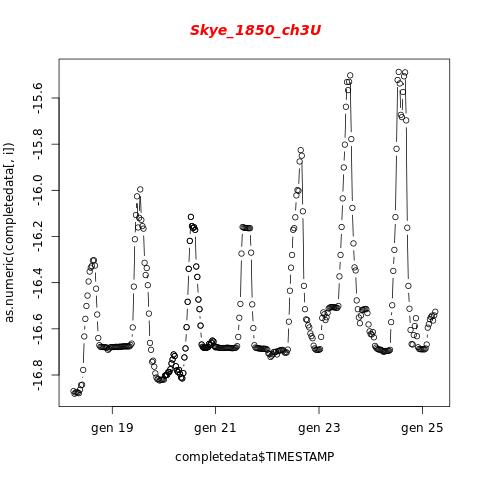 Skye_1850_ch3U
as.numeric(completedata[, i])
-15.6
-15.8
-16.0
-16.2
-16.4
-16.6
-16.8
gen 19
gen 21
gen 23
gen 25
completedata$TIMESTAMP